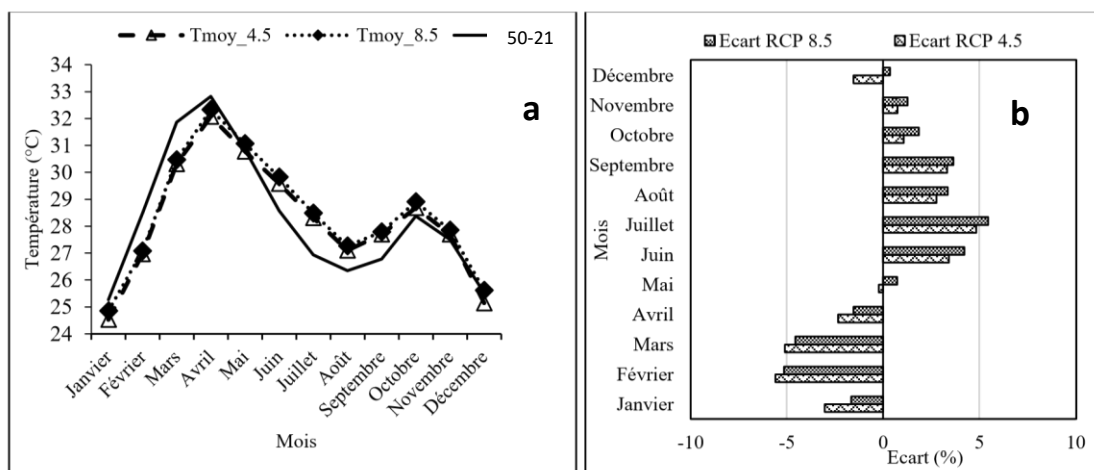 Tmoy_4.5 Tmoy_8.5 50-21
a
Température (°C)
34
33
32
31
30
29
28
27
26
25
24
Janvier
Février
Mars
Avril
Mai
Juin
Juillet
Août
Septembre
Octobre
Novembre
Décembre
Mois
Ecart RCP 8.5 Ecart RCP 4.5
b
Mois
Décembre
Novembre
Octobre
Septembre
Août
Juillet
Juin
Mai
Avril
Mars
Février
Janvier
-10 -5 0 5 10
Ecart (%)